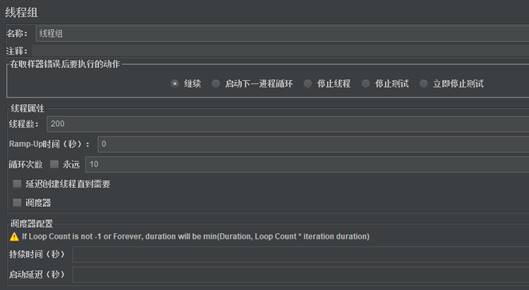 线程组
名称： 线程组
注释：
在取样器错误后要执行的动作
继续 启动下一进程循环 停止线程 停止测试 立即停止测试
线程属性
线程数： 200
Ramp-Up时间（秒）： 0
循环次数 永远 10
延迟创建线程直到需要
调度器
调度器配置
If Loop Count is not -1 or Forever, duration will be min(Duration, Loop Count * iteration duration)
持续时间（秒）
启动延迟（秒）